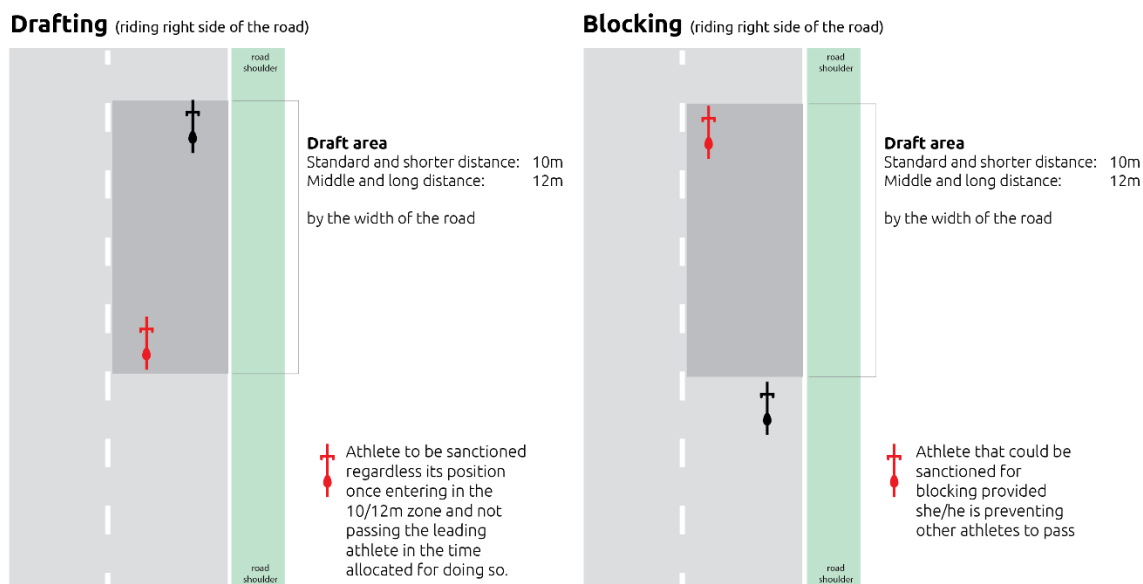 Drafting (riding right side of the road)
road
shoulder
Draft area
Standard and shorter distance: 10m
Middle and long distance: 12m
by the width of the road
Athlete to be sanctioned
regardless its position
once entering in the
10/12m zone and not
passing the leading
athlete in the time
allocated for doing so.
road
shoulder
Blocking (riding right side of the road)
road
shoulder
Draft area
Standard and shorter distance: 10m
Middle and long distance: 12m
by the width of the road
Athlete that could be
sanctioned for
blocking provided
she/he is preventing
other athletes to pass
road
shoulder